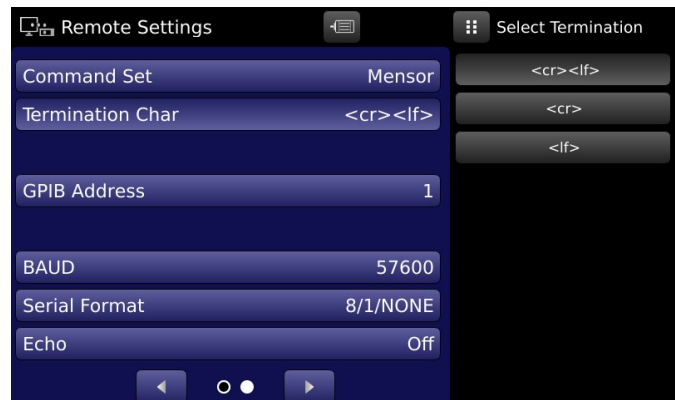 Remote Settings
Select Termination
Command Set Mensor
Termination Char <cr><lf>
GPIB Address 1
BAUD 57600
Serial Format 8/1/NONE
Echo Off
<cr><lf>
<cr>
<lf>